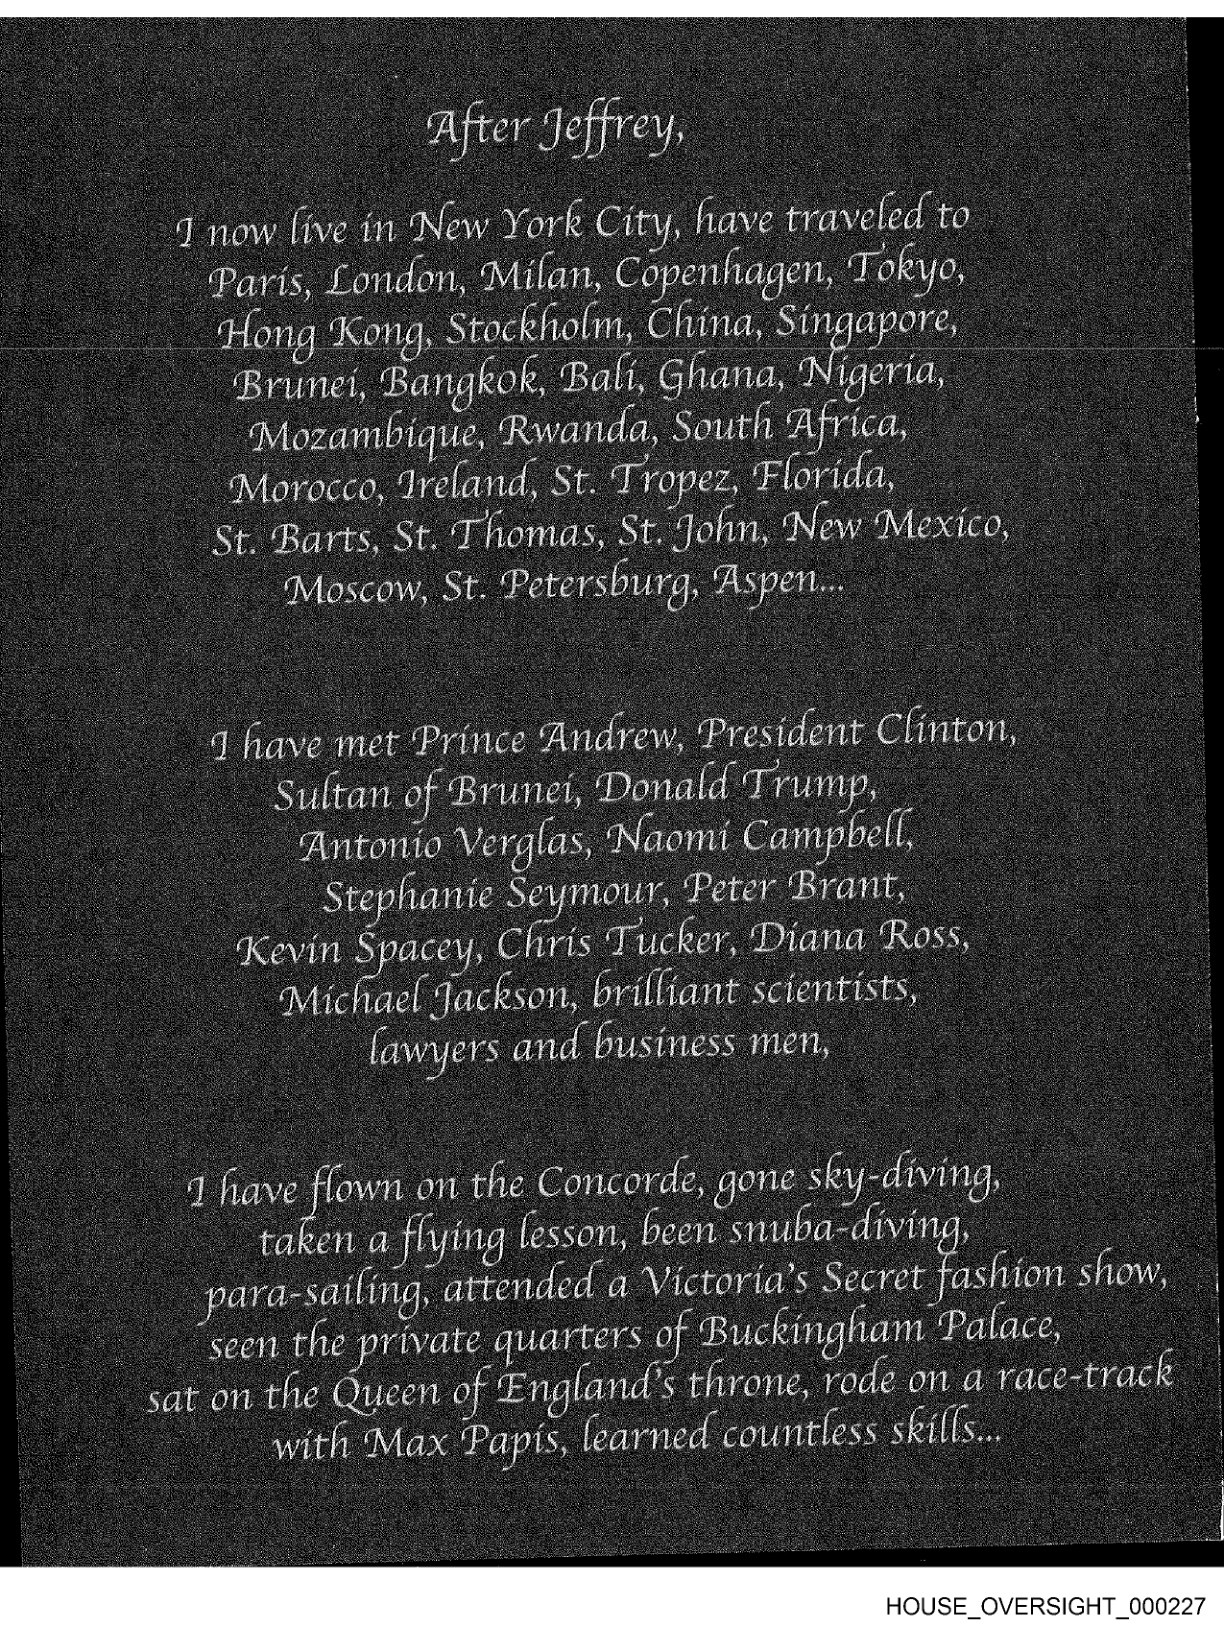 After Jeffrey,
I now live in New York City, have traveled to
Paris, London, Milan, Copenhagen, Tokyo,
Hong Kong, Stockholm, China, Singapore,
Brunei, Bangkok, Bali, Ghana, Nigeria,
Mozambique, Rwanda, South Africa,
Morocco, Ireland, St. Tropez, Florida,
St. Barts, St. Thomas, St. John, New Mexico,
Moscow, St. Petersburg, Aspen...
I have met Prince Andrew, President Clinton,
Sultan of Brunei, Donald Trump,
Antonio Verglas, Naomi Campbell,
Stephanie Seymour, Peter Brant,
Kevin Spacey, Chris Tucker, Diana Ross,
Michael Jackson, brilliant scientists,
lawyers and business men,
I have flown on the Concorde, gone sky-diving,
taken a flying lesson, been snuba-diving,
para-sailing, attended a Victoria's Secret fashion show,
seen the private quarters of Buckingham Palace,
sat on the Queen of England's throne, rode on a race-track
with Max Papis, learned countless skills...
HOUSE_OVERSIGHT_000227